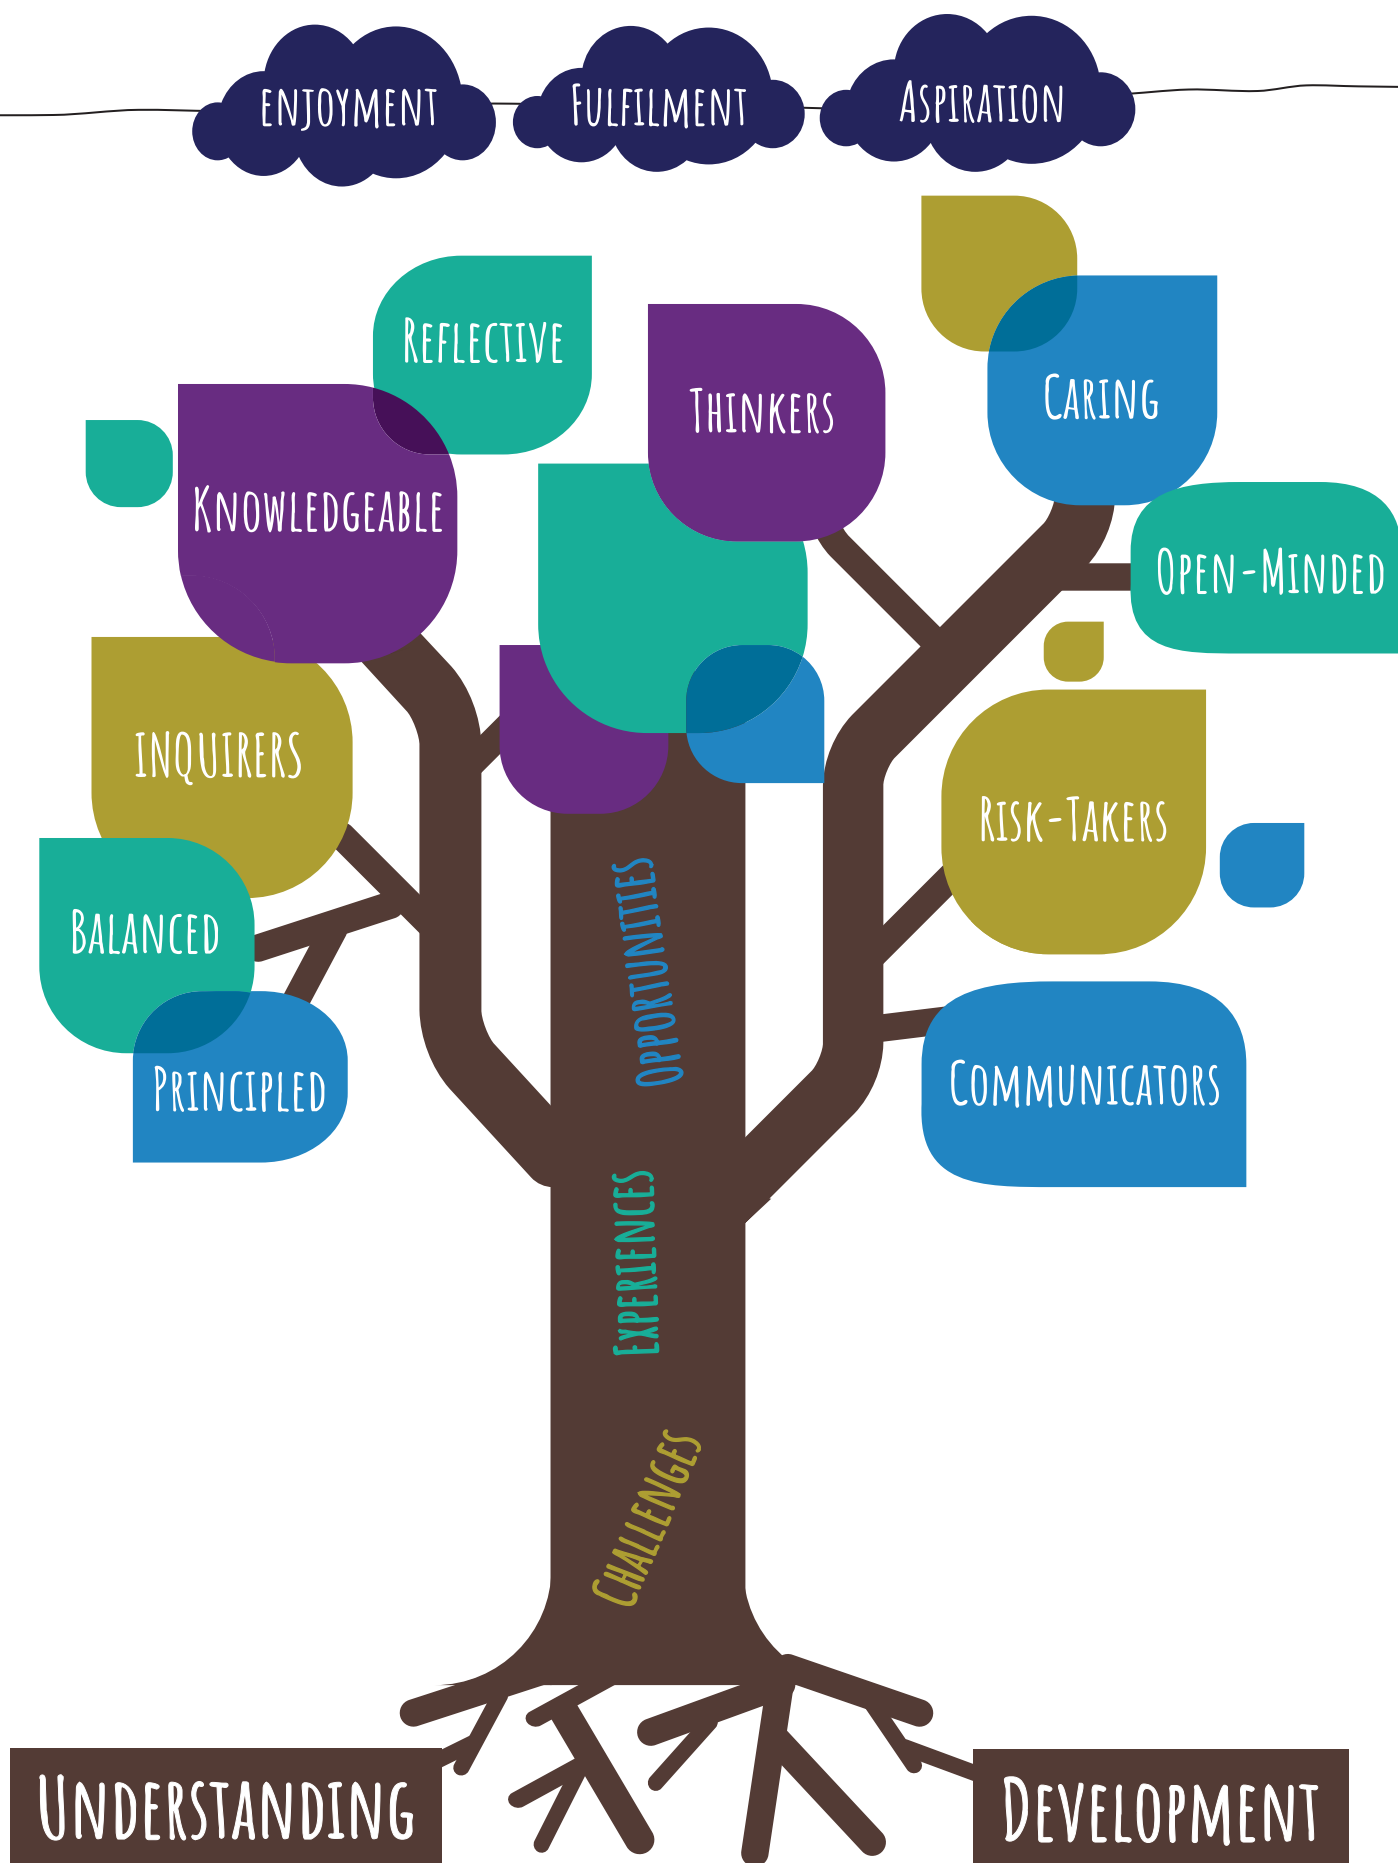 ENJOYMENT
FULFILMENT
ASPIRATION
REFLECTIVE
THINKERS
CARING
KNOWLEDGEABLE
OPEN-MINDED
INQUIRERS
RISK-TAKERS
BALANCED
PRINCIPLED
COMMUNICATORS
OPPORTUNITIES
EXPERIENCES
CHALLENGES
UNDERSTANDING
DEVELOPMENT